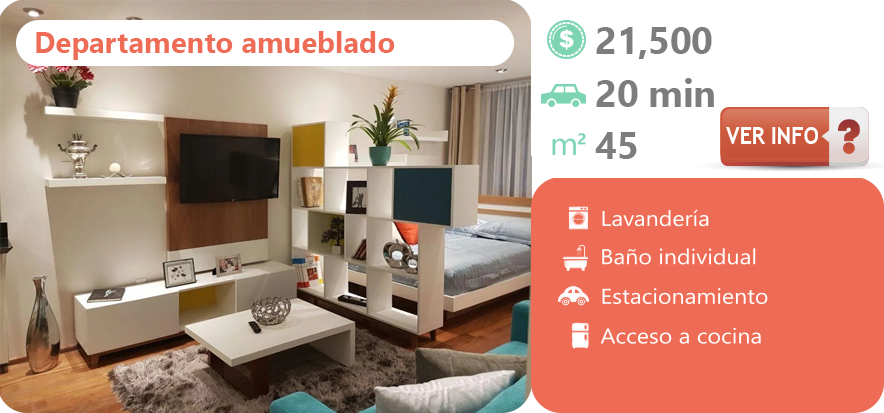 Departamento amueblado
$ 21,500
20 min
m² 45
VER INFO ?
Lavandería
Baño individual
Estacionamiento
Acceso a cocina